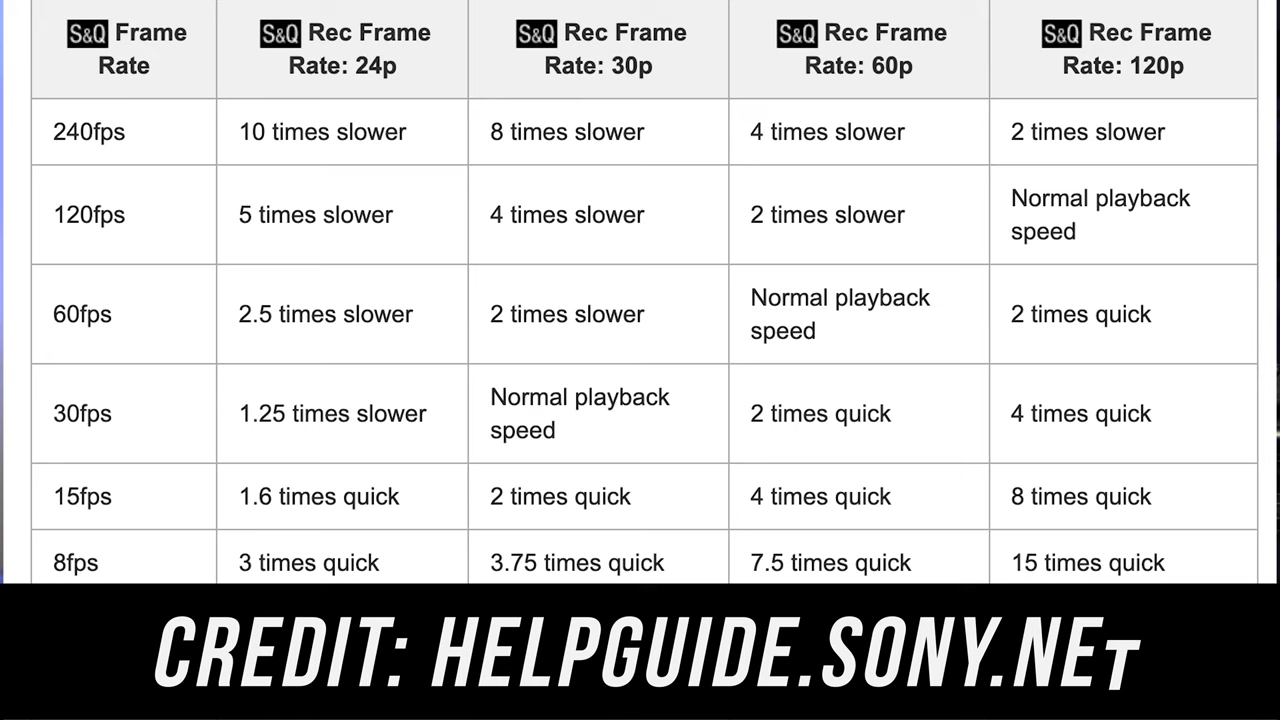 S&Q Frame Rate
S&Q Rec Frame Rate: 24p
S&Q Rec Frame Rate: 30p
S&Q Rec Frame Rate: 60p
S&Q Rec Frame Rate: 120p
240fps
10 times slower
8 times slower
4 times slower
2 times slower
120fps
5 times slower
4 times slower
2 times slower
Normal playback
speed
60fps
2.5 times slower
2 times slower
Normal playback
speed
2 times quick
30fps
1.25 times slower
Normal playback
speed
2 times quick
4 times quick
15fps
1.6 times quick
2 times quick
4 times quick
8 times quick
8fps
3 times quick
3.75 times quick
7.5 times quick
15 times quick
CREDIT: HELPGUIDE.SONY.NET